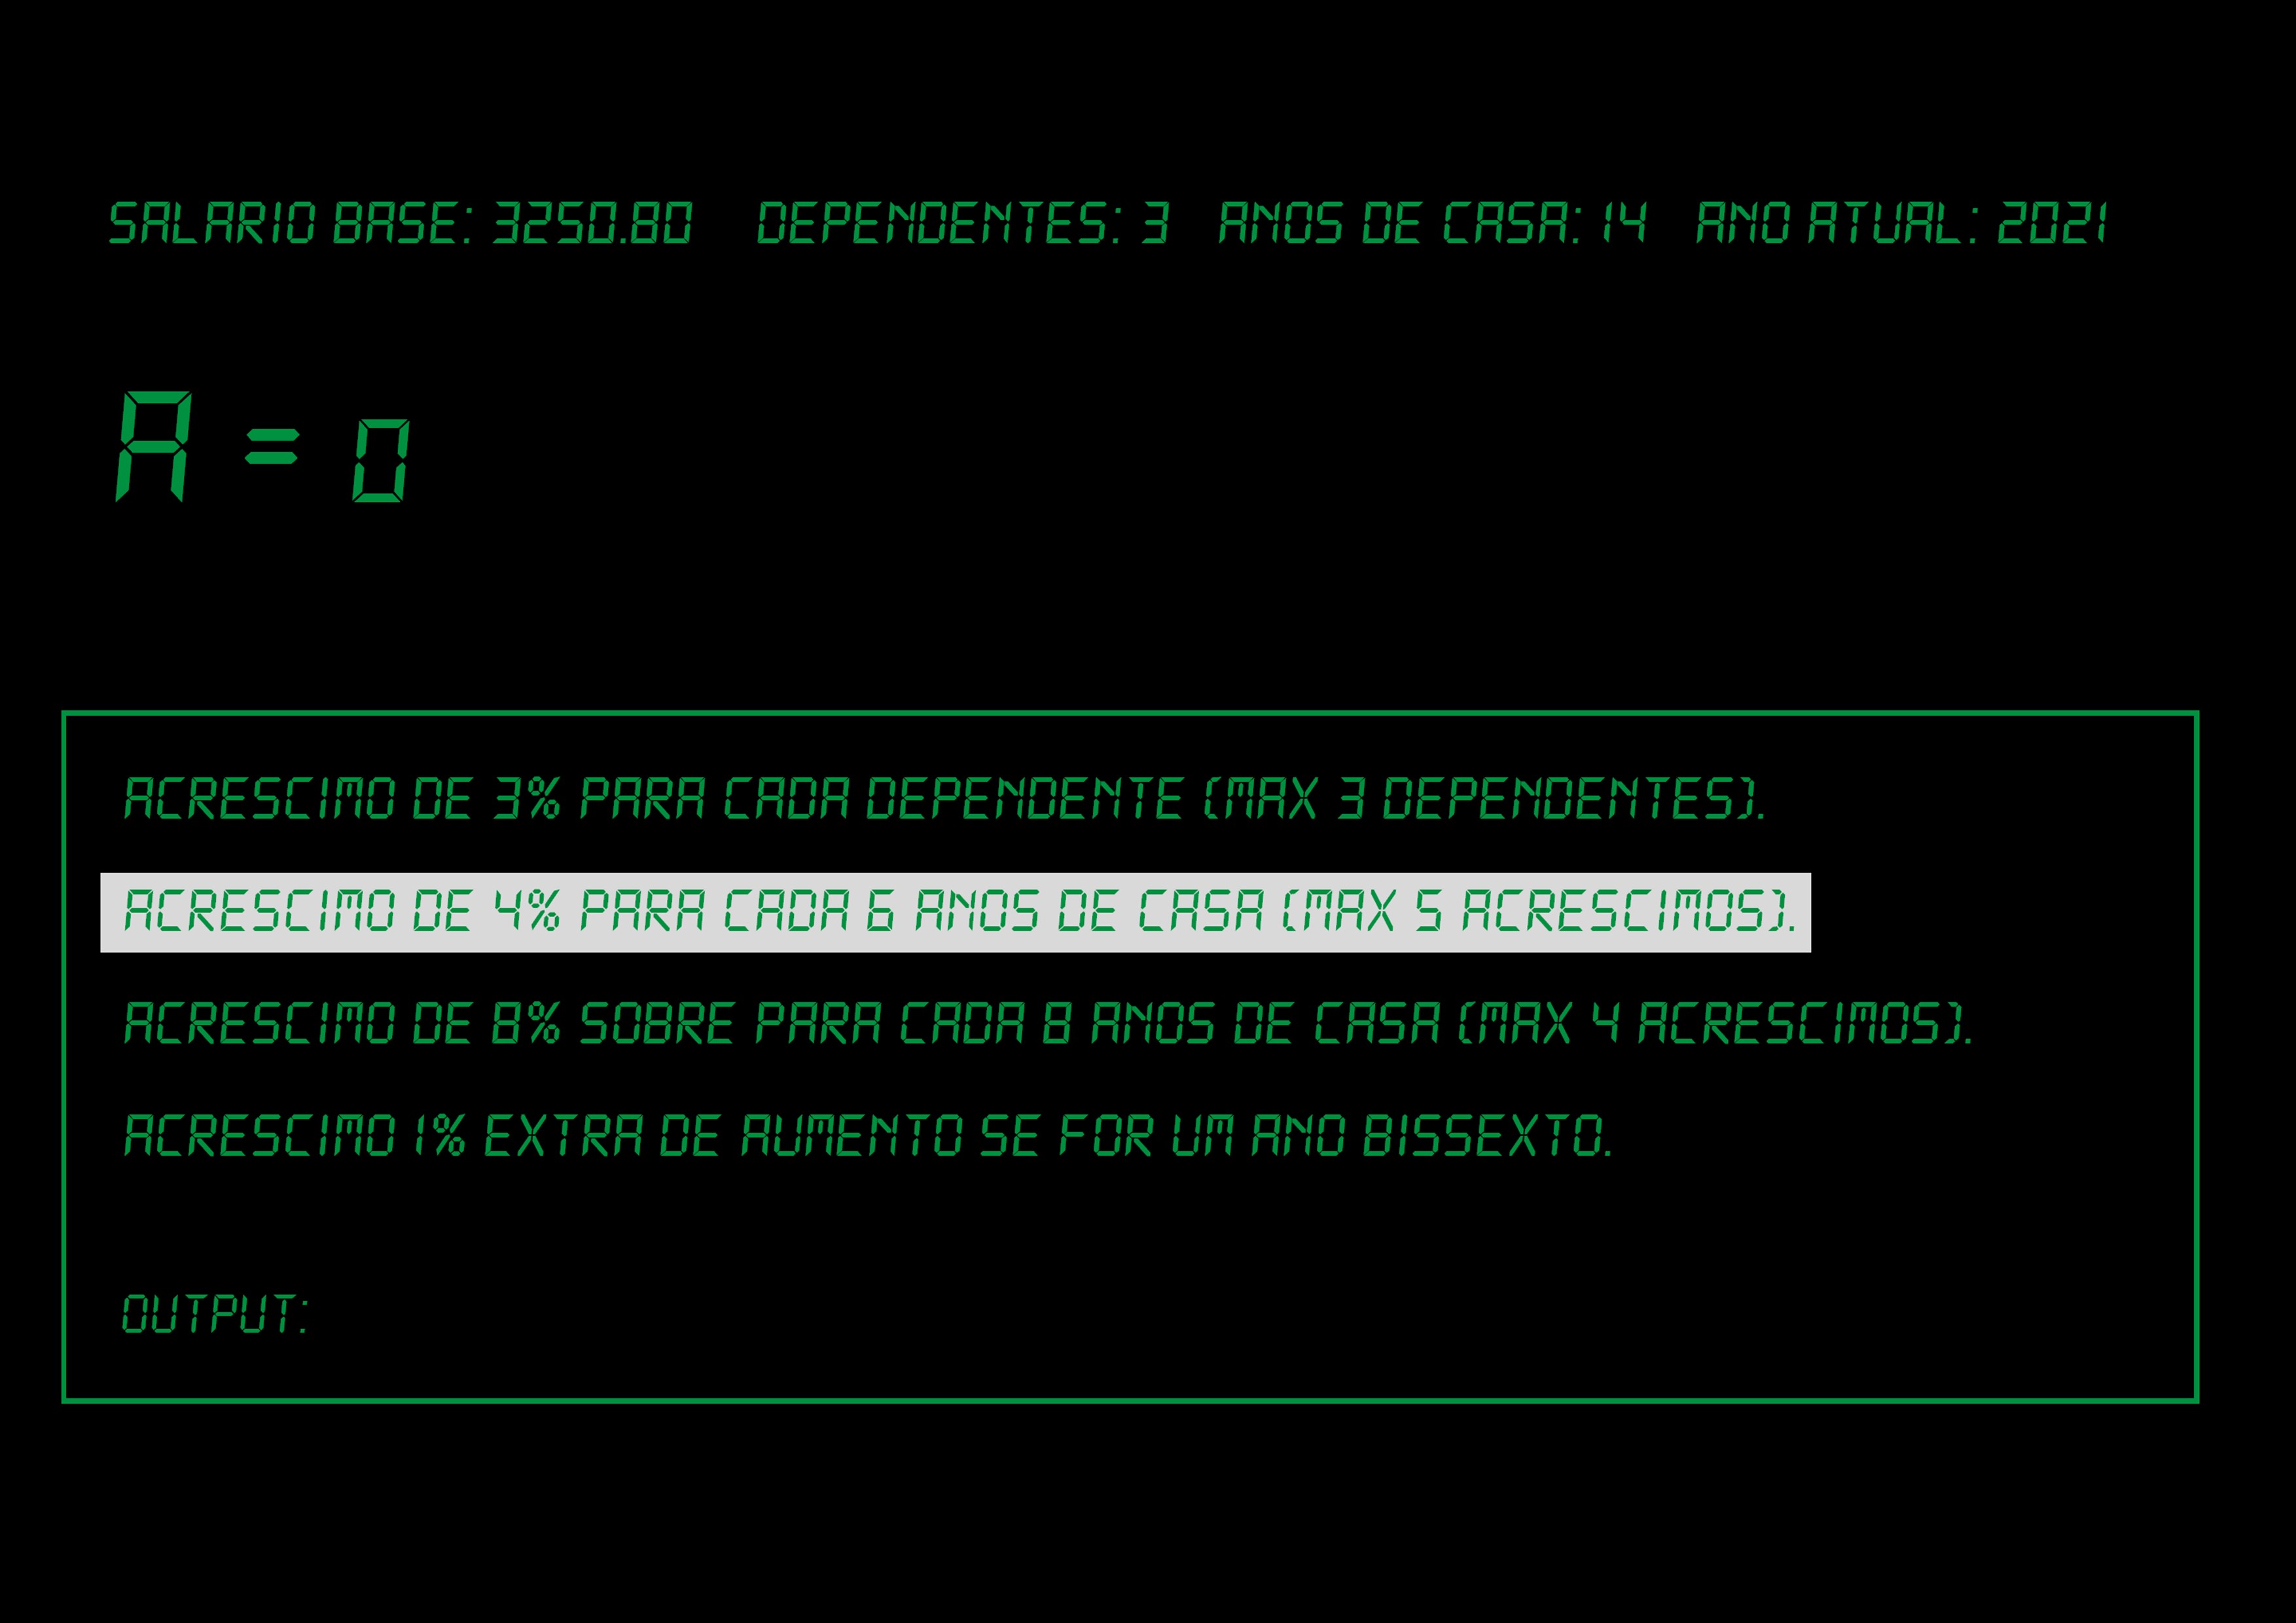 SALARIO BASE: 3250.80 DEPENDENTES: 3 ANOS DE CASA: 14 ANO ATUAL: 2021
A = 0
ACRESCIMO DE 3% PARA CADA DEPENDENTE (MAX 3 DEPENDENTES).
ACRESCIMO DE 4% PARA CADA 6 ANOS DE CASA (MAX 5 ACRESCIMOS).
ACRESCIMO DE 8% SOBRE PARA CADA 8 ANOS DE CASA (MAX 4 ACRESCIMOS).
ACRESCIMO 1% EXTRA DE AUMENTO SE FOR UM ANO BISSEXTO.
OUTPUT: